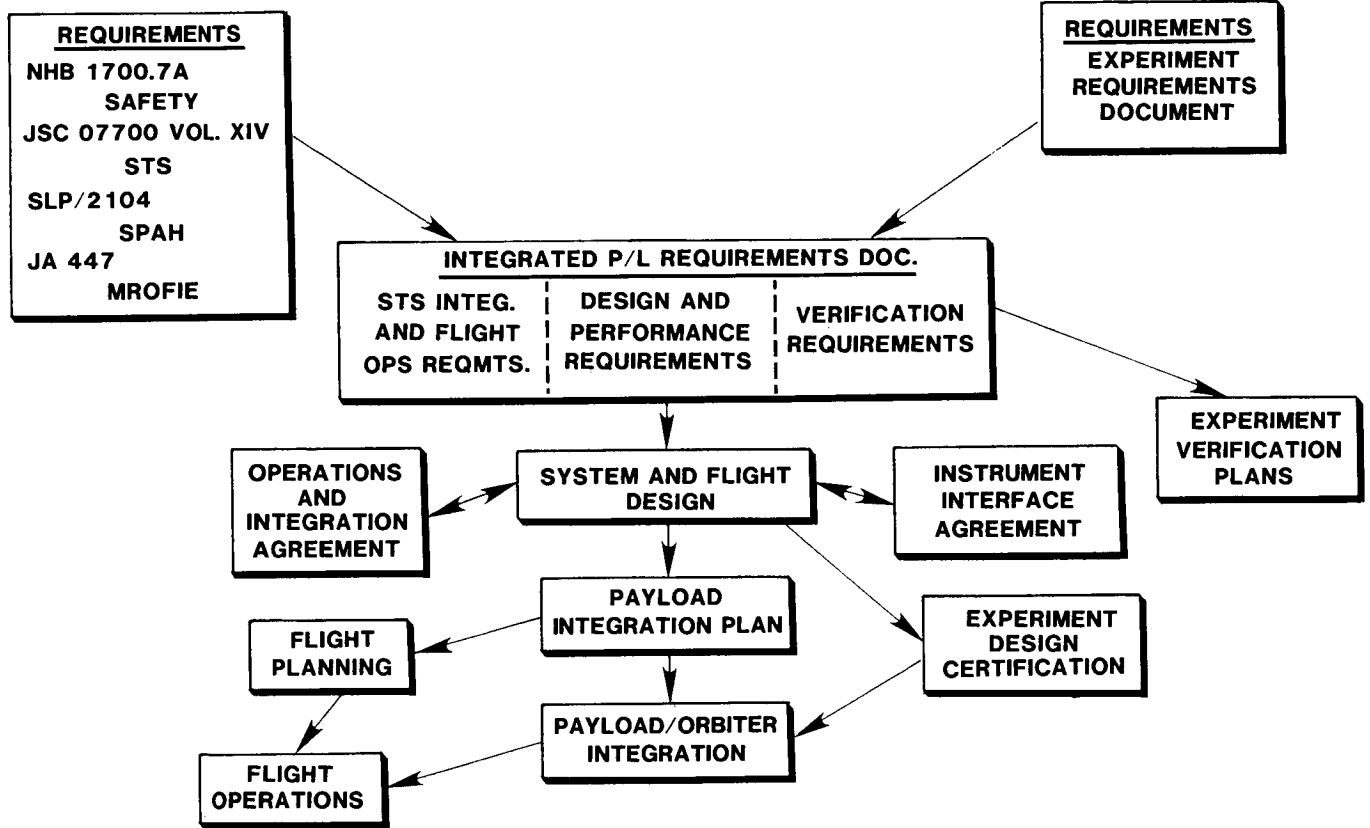 REQUIREMENTS
NHB 1700.7A
SAFETY
JSC 07700 VOL. XIV
STS
SLP/2104
SPAH
JA 447
MROFIE
REQUIREMENTS
EXPERIMENT
REQUIREMENTS
DOCUMENT
INTEGRATED P/L REQUIREMENTS DOC.
STS INTEG.
AND FLIGHT
OPS REQMTS.
DESIGN AND
PERFORMANCE
REQUIREMENTS
VERIFICATION
REQUIREMENTS
EXPERIMENT
VERIFICATION
PLANS
OPERATIONS
AND
INTEGRATION
AGREEMENT
SYSTEM AND FLIGHT
DESIGN
INSTRUMENT
INTERFACE
AGREEMENT
PAYLOAD
INTEGRATION PLAN
FLIGHT
PLANNING
EXPERIMENT
DESIGN
CERTIFICATION
PAYLOAD/ORBITER
INTEGRATION
FLIGHT
OPERATIONS